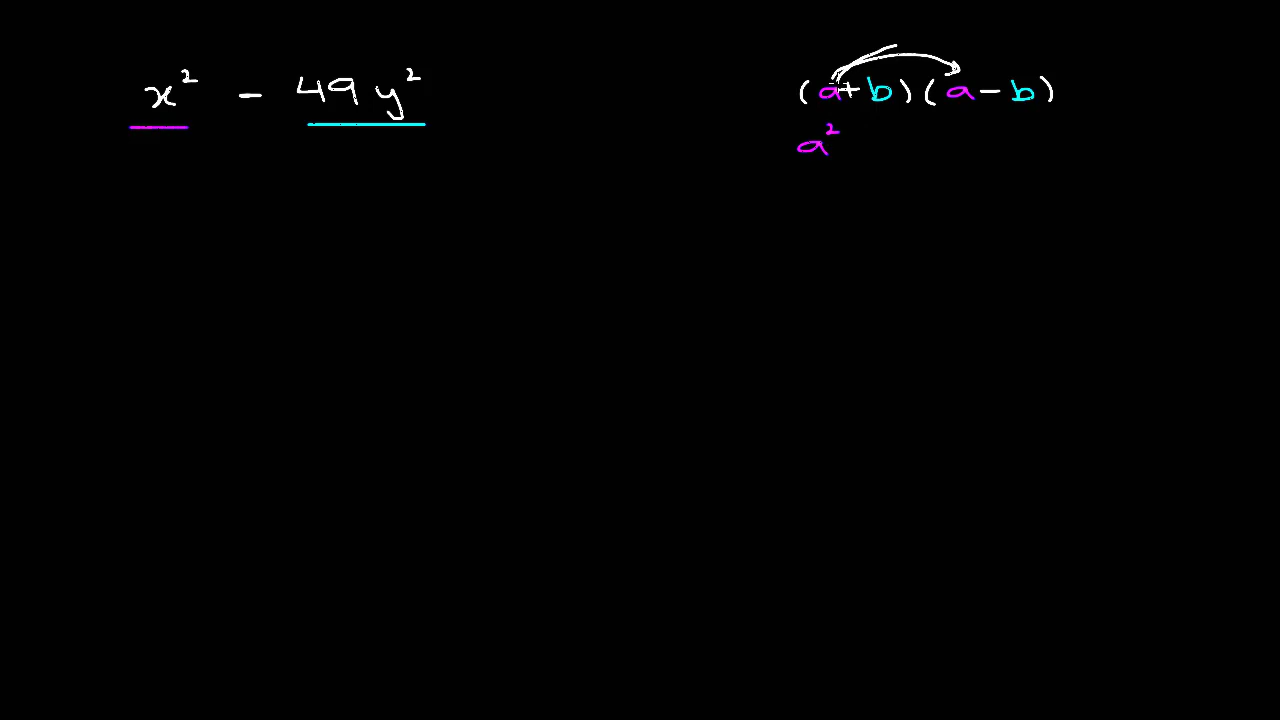 x² - 49y²
(a+b)(a-b)
a²